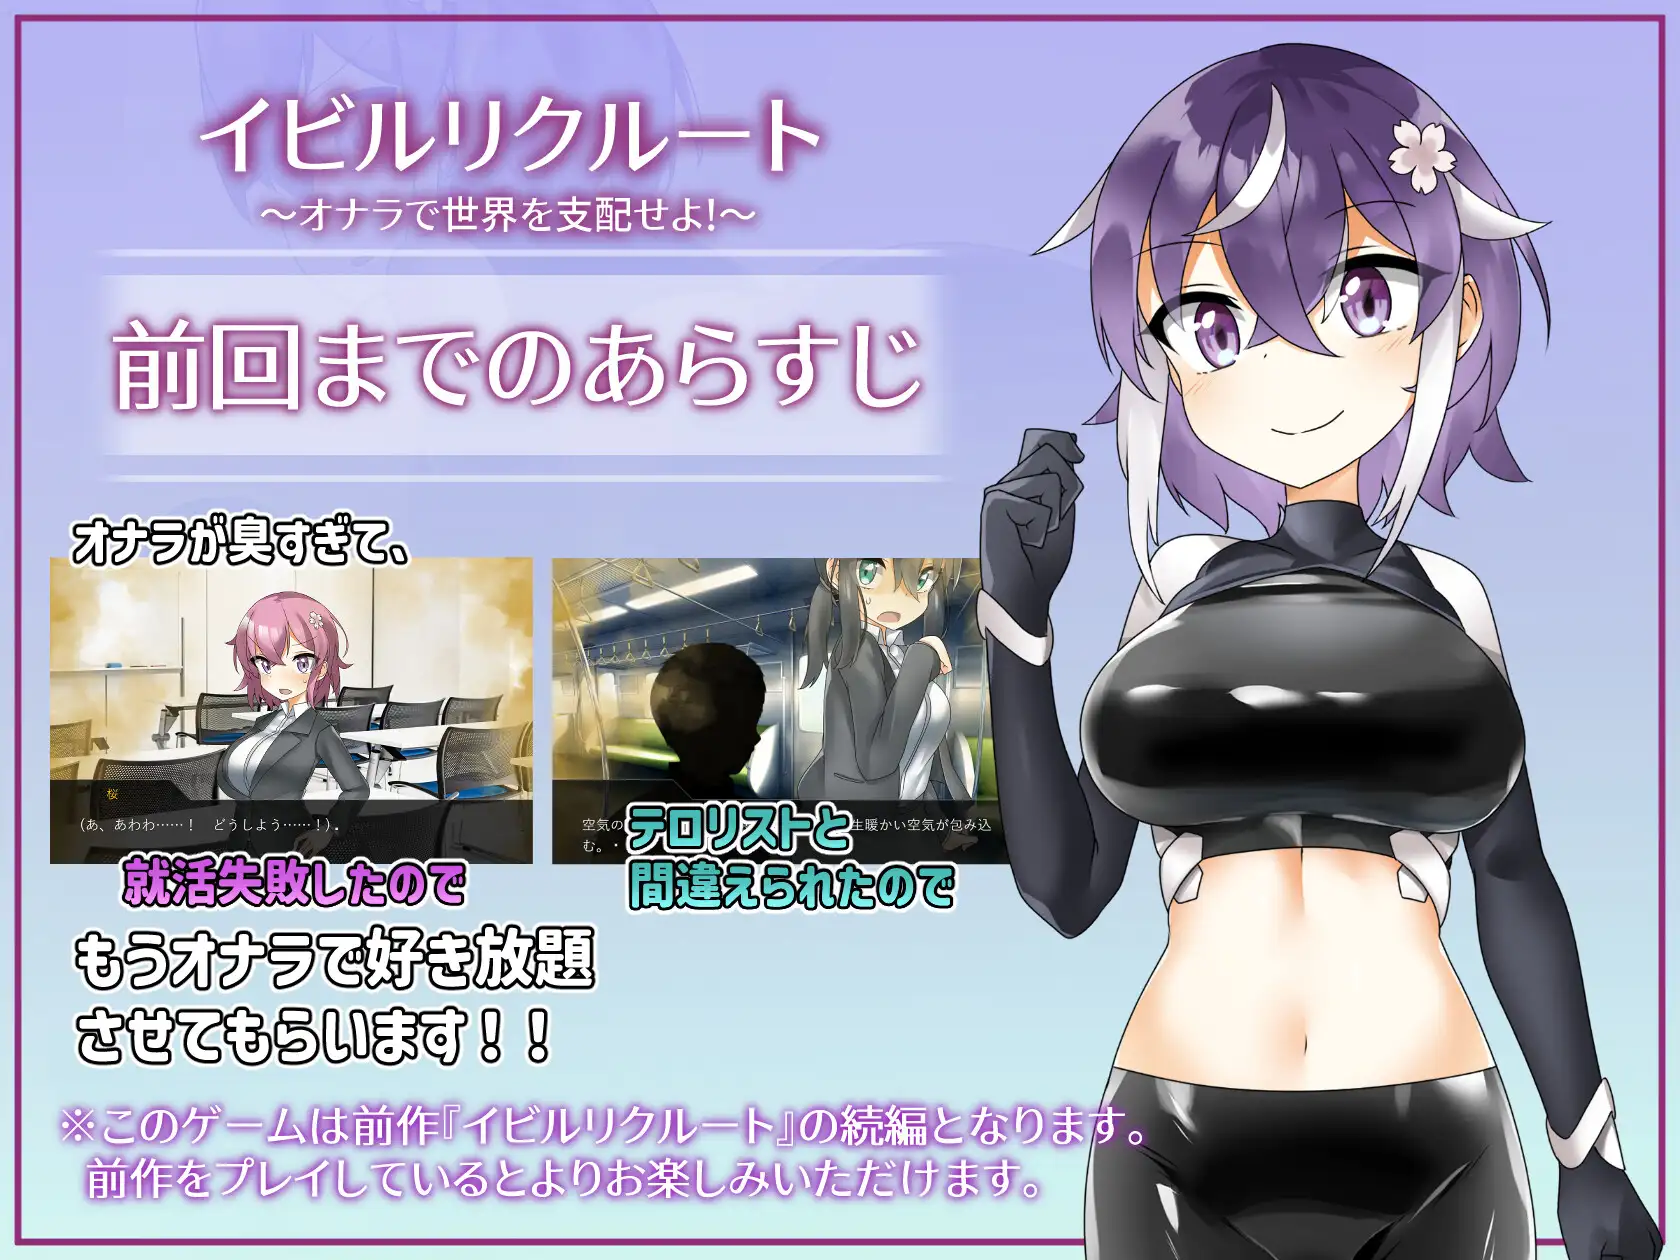 イビルリクルート
～オナラで世界を支配せよ!～
前回までのあらすじ
オナラが臭すぎて、
桜
(あ、あわわ……！　どうしよう……！)。
就活失敗したので
空気の
生暖かい空気が包み込
む。・
テロリストと
間違えられたので
もうオナラで好き放題
させてもらいます！！
※このゲームは前作『イビルリクルート』の続編となります。
前作をプレイしているとよりお楽しみいただけます。